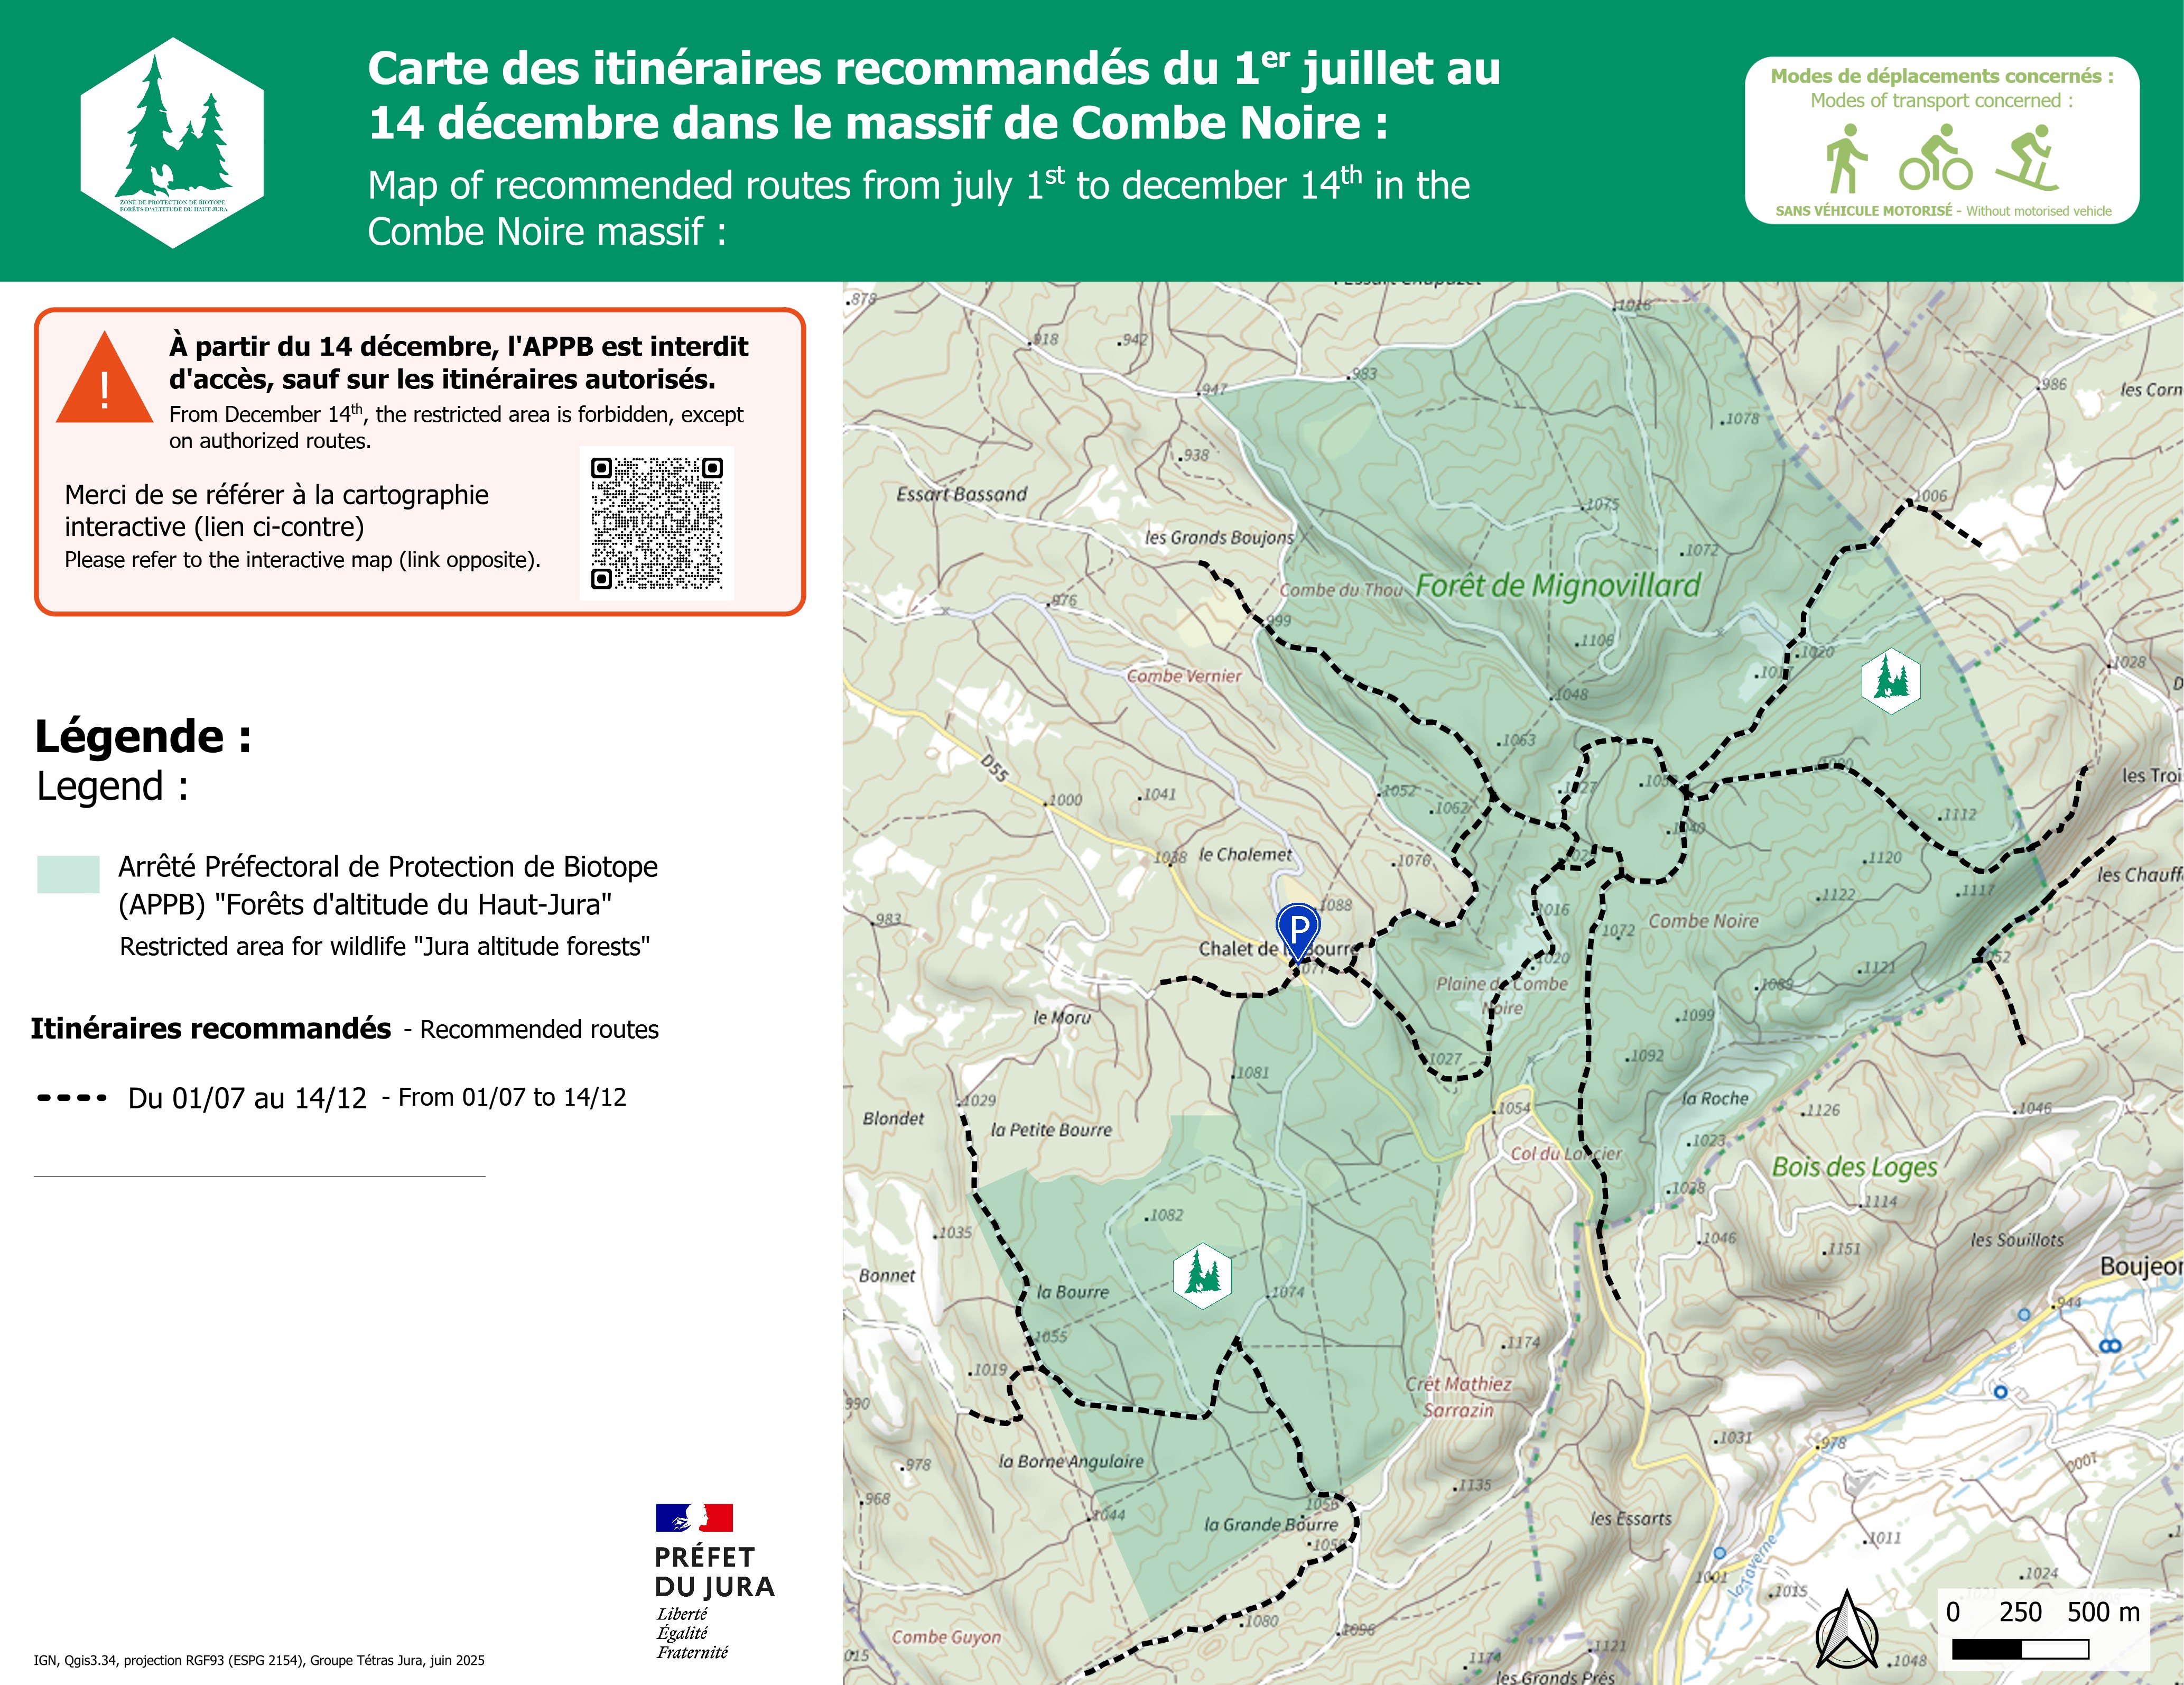 Carte des itinéraires recommandés du 1er juillet au
14 décembre dans le massif de Combe Noire :
Map of recommended routes from july 1st to december 14th in the
Combe Noire massif :
ZONE DE PROTECTION DE BIOTOPE
FORÊTS D'ALTITUDE DU HAUT-JURA
Modes de déplacements concernés :
Modes of transport concerned :
SANS VÉHICULE MOTORISÉ - Without motorised vehicle
!
À partir du 14 décembre, l'APPB est interdit
d'accès, sauf sur les itinéraires autorisés.
From December 14th, the restricted area is forbidden, except
on authorized routes.
Merci de se référer à la cartographie
interactive (lien ci-contre)
Please refer to the interactive map (link opposite).
Légende :
Legend :
Arrêté Préfectoral de Protection de Biotope
(APPB) "Forêts d'altitude du Haut-Jura"
Restricted area for wildlife "Jura altitude forests"
Itinéraires recommandés - Recommended routes
Du 01/07 au 14/12 - From 01/07 to 14/12
PRÉFET
DU JURA
Liberté
Égalité
Fraternité
IGN, Qgis3.34, projection RGF93 (ESPG 2154), Groupe Tétras Jura, juin 2025
878
1016
918
942
983
947
986
les Corn
1078
938
Essart Bassand
1006
1075
les Grands Boujons
1072
Combe du Thou
Forêt de Mignovillard
976
999
1106
1020
1028
1017
Combe Vernier
1048
1063
D55
les Troi
1000
1041
1052
1062
1112
1038
le Chalemet
1076
1120
les Chauff
1088
1122
1117
983
1016
Combe Noire
1072
Chalet de la Bourre
P
1020
1121
Plaine de Combe
Noire
1089
le Moru
1099
1027
1092
1081
1029
la Roche
1054
1126
1046
Blondet
la Petite Bourre
1023
Col du Lancier
Bois des Loges
1028
1114
1082
1035
1046
1151
les Souillots
Bonnet
Boujeon
la Bourre
1074
944
1055
1174
1019
Crêt Mathiez
Sarrazin
990
1031
978
la Borne Angulaire
978
1135
968
1044
1056
la Grande Bourre
les Essarts
1011
la Taverne
1001
1015
1024
1080
1096
Combe Guyon
1121
1174
les Grands Prés
1048
0 250 500 m